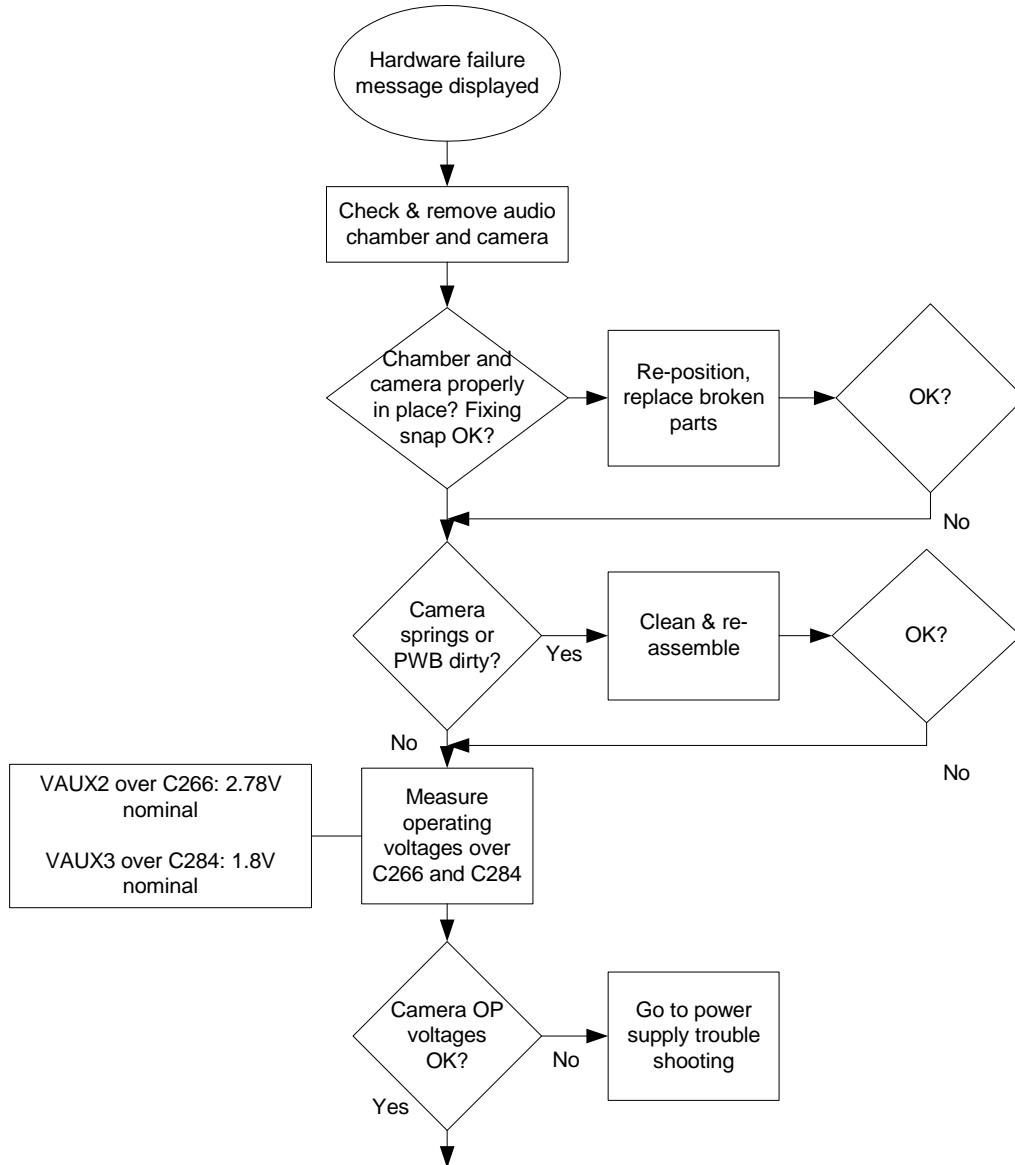 Hardware failure
message displayed
Check & remove audio
chamber and camera
Chamber and
camera properly
in place? Fixing
snap OK?
Re-position,
replace broken
parts
OK?
No
Camera
springs or
PWB dirty?
Yes
Clean & re-
assemble
OK?
No
No
VAUX2 over C266: 2.78V
nominal
VAUX3 over C284: 1.8V
nominal
Measure
operating
voltages over
C266 and C284
Camera OP
voltages
OK?
No
Go to power
supply trouble
shooting
Yes